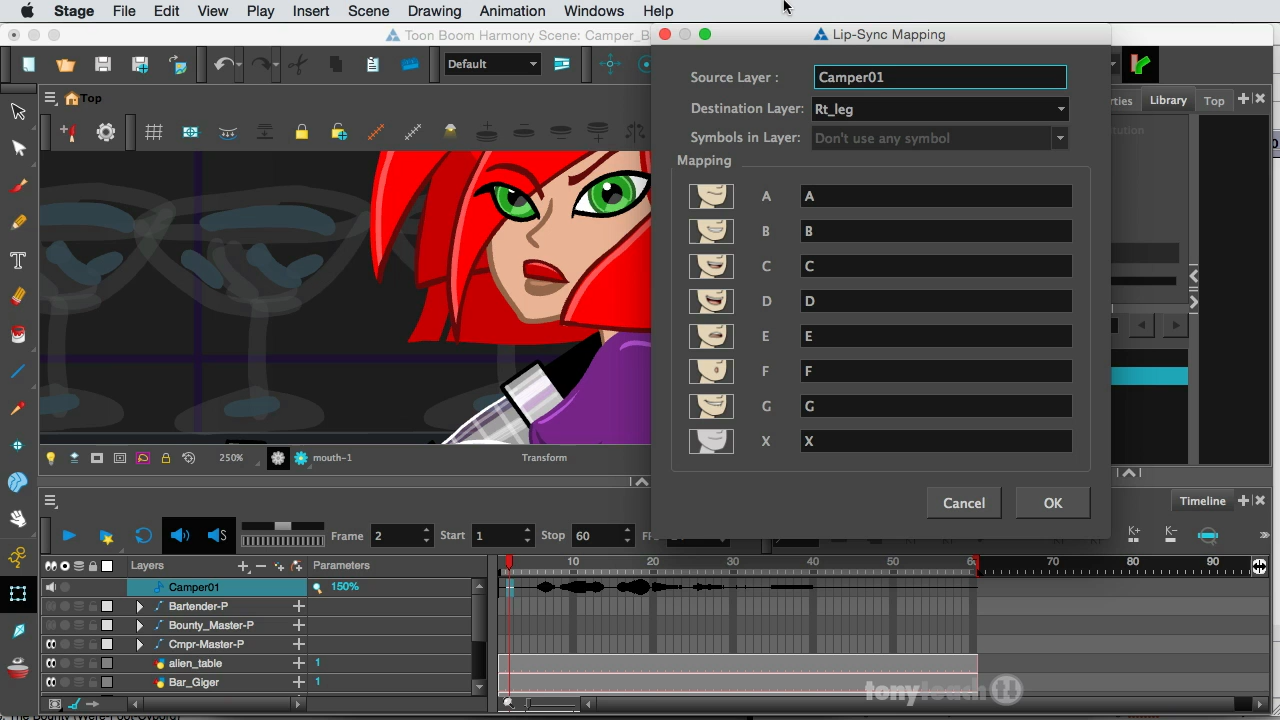 Stage File Edit View Play Insert Scene Drawing Animation Windows Help
Toon Boom Harmony Scene: Camper_B
Lip-Sync Mapping
Default
Source Layer : Camper01
Top
rties Library Top
Destination Layer: Rt_leg
Symbols in Layer: Don't use any symbol
Mapping
A A
B B
C C
D D
E E
F F
G G
X X
250% mouth-1 Transform
Cancel OK
Timeline
Frame 2 Start 1 Stop 60
Layers Parameters
10 20 30 40 50 60 70 80 90
Camper01 150%
Bartender-P
Bounty_Master-P
Cmpr-Master-P
alien_table 1
Bar_Giger 1